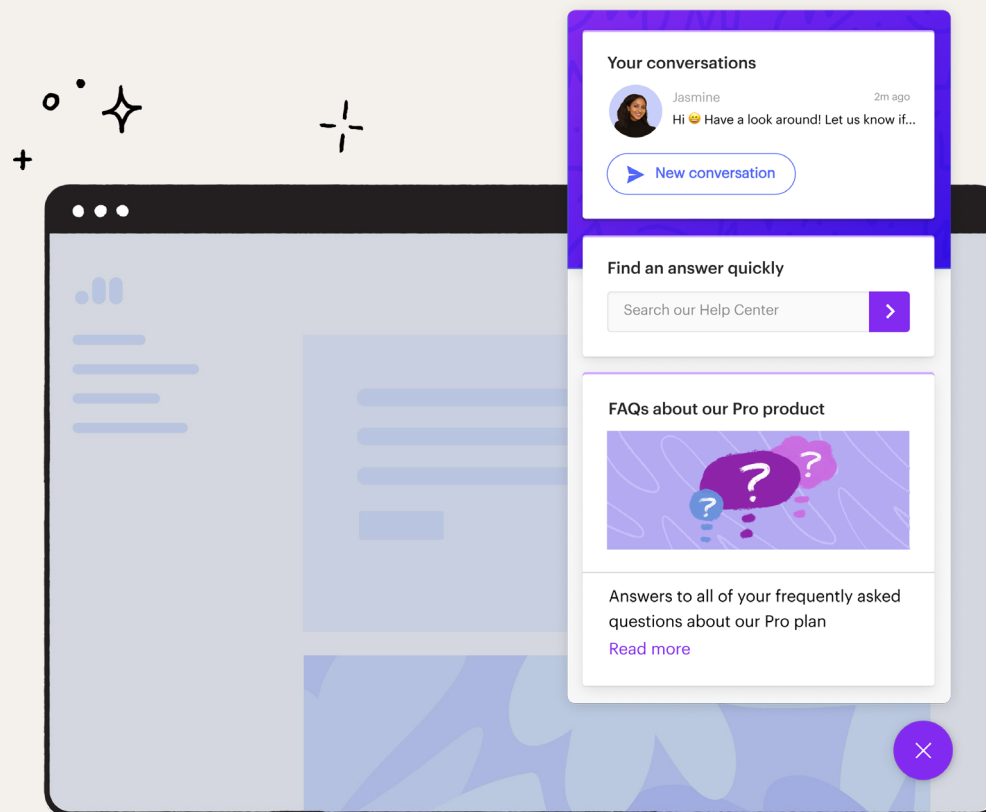 Your conversations
Jasmine 2m ago
Hi 😄 Have a look around! Let us know if...
New conversation
Find an answer quickly
Search our Help Center
FAQs about our Pro product
? ? ?
Answers to all of your frequently asked
questions about our Pro plan
Read more